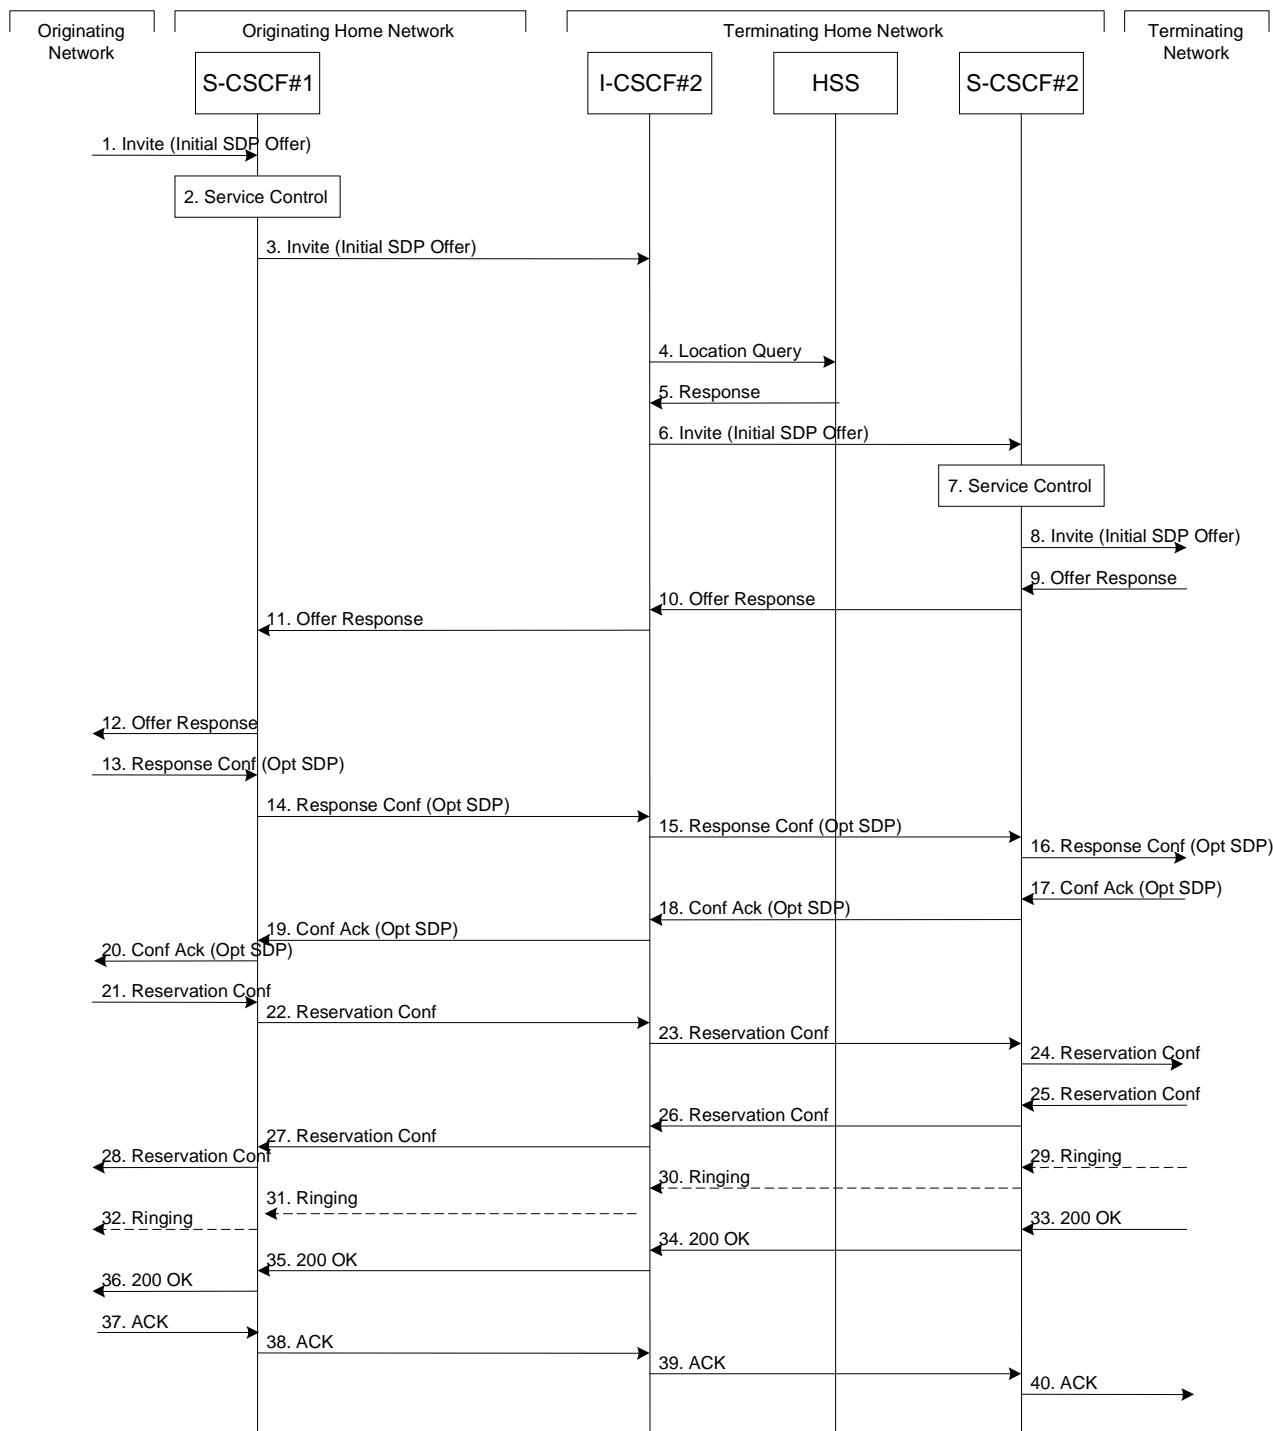 Originating
Network
Originating Home Network
Terminating Home Network
Terminating
Network
S-CSCF#1
I-CSCF#2
HSS
S-CSCF#2
1. Invite (Initial SDP Offer)
2. Service Control
3. Invite (Initial SDP Offer)
4. Location Query
5. Response
6. Invite (Initial SDP Offer)
7. Service Control
8. Invite (Initial SDP Offer)
9. Offer Response
10. Offer Response
11. Offer Response
12. Offer Response
13. Response Conf (Opt SDP)
14. Response Conf (Opt SDP)
15. Response Conf (Opt SDP)
16. Response Conf (Opt SDP)
17. Conf Ack (Opt SDP)
18. Conf Ack (Opt SDP)
19. Conf Ack (Opt SDP)
20. Conf Ack (Opt SDP)
21. Reservation Conf
22. Reservation Conf
23. Reservation Conf
24. Reservation Conf
25. Reservation Conf
26. Reservation Conf
27. Reservation Conf
28. Reservation Conf
29. Ringing
30. Ringing
31. Ringing
32. Ringing
33. 200 OK
34. 200 OK
35. 200 OK
36. 200 OK
37. ACK
38. ACK
39. ACK
40. ACK